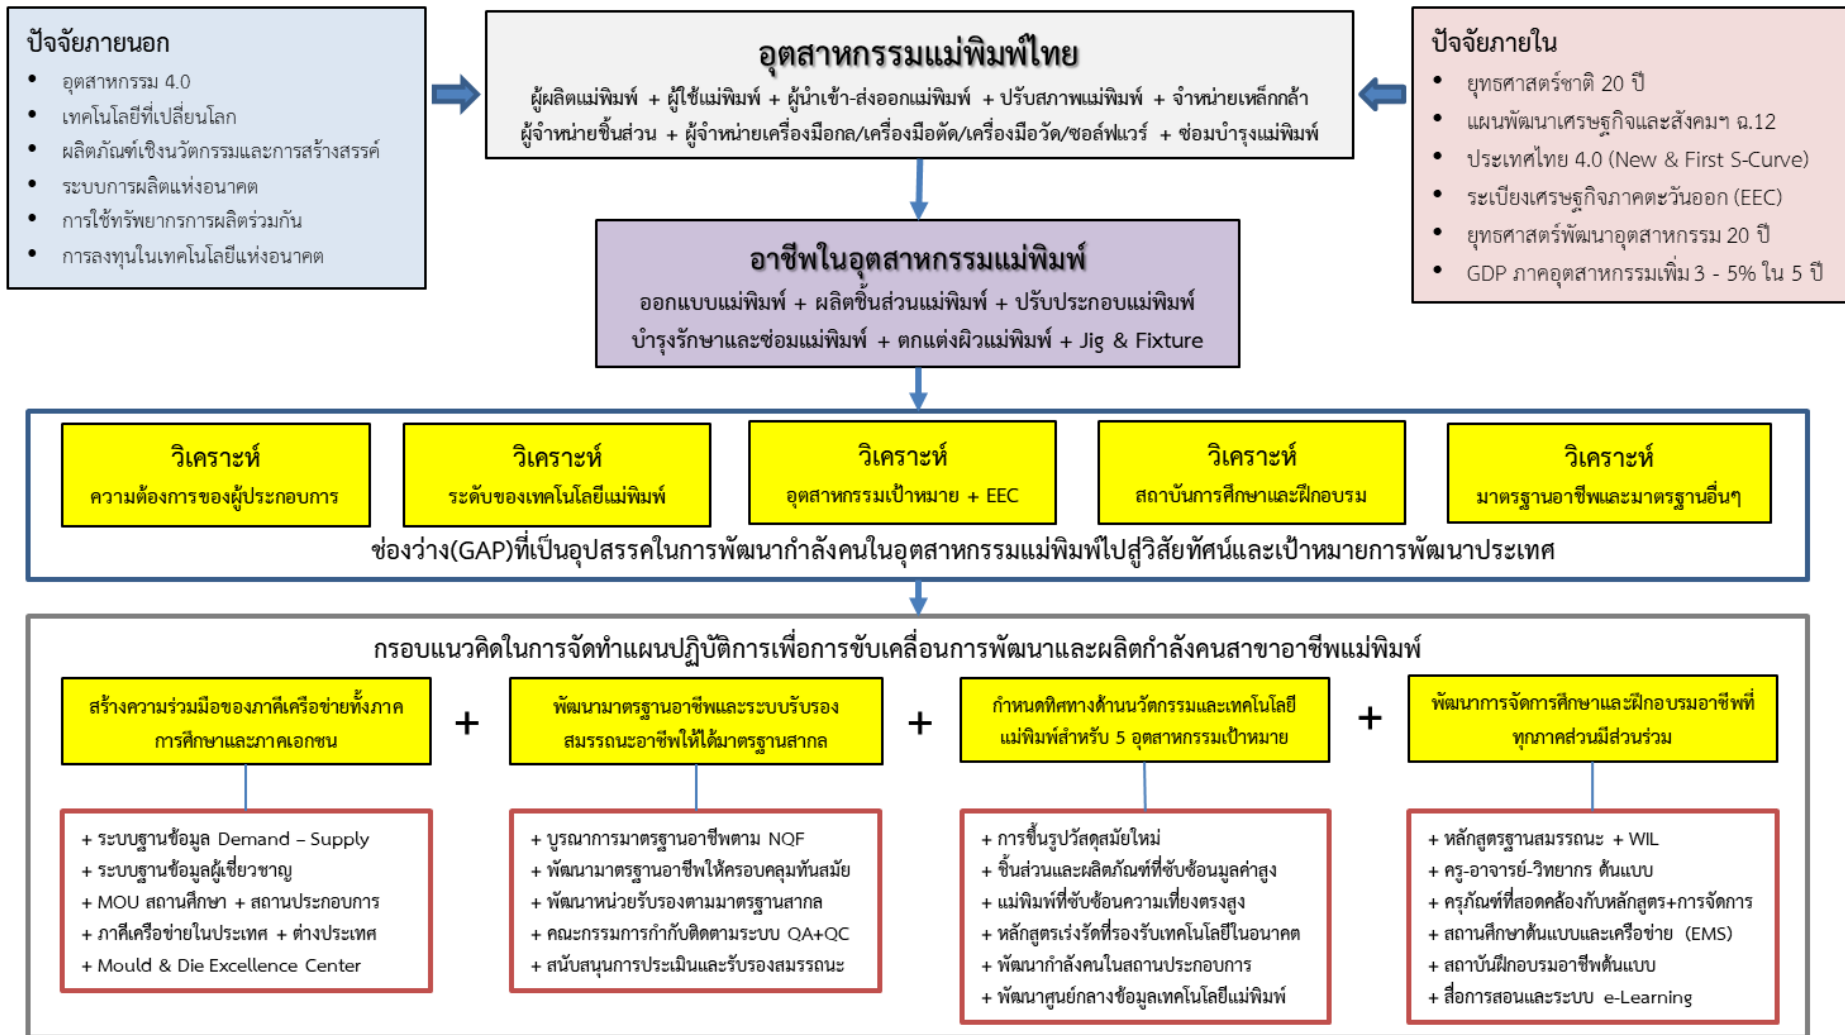 ปัจจัยภายนอก
• อุตสาหกรรม 4.0
• เทคโนโลยีที่เปลี่ยนโลก
• ผลิตภัณฑ์เชิงนวัตกรรมและการสร้างสรรค์
• ระบบการผลิตแห่งอนาคต
• การใช้ทรัพยากรการผลิตร่วมกัน
• การลงทุนในเทคโนโลยีแห่งอนาคต
อุตสาหกรรมแม่พิมพ์ไทย
ผู้ผลิตแม่พิมพ์ + ผู้ใช้แม่พิมพ์ + ผู้นำเข้า-ส่งออกแม่พิมพ์ + ปรับสภาพแม่พิมพ์ + จำหน่ายเหล็กกล้า
ผู้จำหน่ายชิ้นส่วน + ผู้จำหน่ายเครื่องมือกล/เครื่องมือตัด/เครื่องมือวัด/ซอล์ฟแวร์ + ซ่อมบำรุงแม่พิมพ์
ปัจจัยภายใน
• ยุทธศาสตร์ชาติ 20 ปี
• แผนพัฒนาเศรษฐกิจและสังคมฯ ฉ.12
• ประเทศไทย 4.0 (New & First S-Curve)
• ระเบียงเศรษฐกิจภาคตะวันออก (EEC)
• ยุทธศาสตร์พัฒนาอุตสาหกรรม 20 ปี
• GDP ภาคอุตสาหกรรมเพิ่ม 3 - 5% ใน 5 ปี
อาชีพในอุตสาหกรรมแม่พิมพ์
ออกแบบแม่พิมพ์ + ผลิตชิ้นส่วนแม่พิมพ์ + ปรับประกอบแม่พิมพ์
บำรุงรักษาและซ่อมแม่พิมพ์ + ตกแต่งผิวแม่พิมพ์ + Jig & Fixture
วิเคราะห์
ความต้องการของผู้ประกอบการ
วิเคราะห์
ระดับของเทคโนโลยีแม่พิมพ์
วิเคราะห์
อุตสาหกรรมเป้าหมาย + EEC
วิเคราะห์
สถาบันการศึกษาและฝึกอบรม
วิเคราะห์
มาตรฐานอาชีพและมาตรฐานอื่นๆ
ช่องว่าง(GAP)ที่เป็นอุปสรรคในการพัฒนากำลังคนในอุตสาหกรรมแม่พิมพ์ไปสู่วิสัยทัศน์และเป้าหมายการพัฒนาประเทศ
กรอบแนวคิดในการจัดทำแผนปฏิบัติการเพื่อการขับเคลื่อนการพัฒนาและผลิตกำลังคนสาขาอาชีพแม่พิมพ์
สร้างความร่วมมือของภาคีเครือข่ายทั้งภาค
การศึกษาและภาคเอกชน
+
พัฒนามาตรฐานอาชีพและระบบรับรอง
สมรรถนะอาชีพให้ได้มาตรฐานสากล
+
กำหนดทิศทางด้านนวัตกรรมและเทคโนโลยี
แม่พิมพ์สำหรับ 5 อุตสาหกรรมเป้าหมาย
+
พัฒนาการจัดการศึกษาและฝึกอบรมอาชีพที่
ทุกภาคส่วนมีส่วนร่วม
+ ระบบฐานข้อมูล Demand – Supply
+ ระบบฐานข้อมูลผู้เชี่ยวชาญ
+ MOU สถานศึกษา + สถานประกอบการ
+ ภาคีเครือข่ายในประเทศ + ต่างประเทศ
+ Mould & Die Excellence Center
+ บูรณาการมาตรฐานอาชีพตาม NQF
+ พัฒนามาตรฐานอาชีพให้ครอบคลุมทันสมัย
+ พัฒนาหน่วยรับรองตามมาตรฐานสากล
+ คณะกรรมการกำกับติดตามระบบ QA+QC
+ สนับสนุนการประเมินและรับรองสมรรถนะ
+ การขึ้นรูปวัสดุสมัยใหม่
+ ชิ้นส่วนและผลิตภัณฑ์ที่ซับซ้อนมูลค่าสูง
+ แม่พิมพ์ที่ซับซ้อนความเที่ยงตรงสูง
+ หลักสูตรเร่งรัดที่รองรับเทคโนโลยีในอนาคต
+ พัฒนากำลังคนในสถานประกอบการ
+ พัฒนาศูนย์กลางข้อมูลเทคโนโลยีแม่พิมพ์
+ หลักสูตรฐานสมรรถนะ + WIL
+ ครู-อาจารย์-วิทยากร ต้นแบบ
+ ครุภัณฑ์ที่สอดคล้องกับหลักสูตร+การจัดการ
+ สถานศึกษาต้นแบบและเครือข่าย (EMS)
+ สถาบันฝึกอบรมอาชีพต้นแบบ
+ สื่อการสอนและระบบ e-Learning